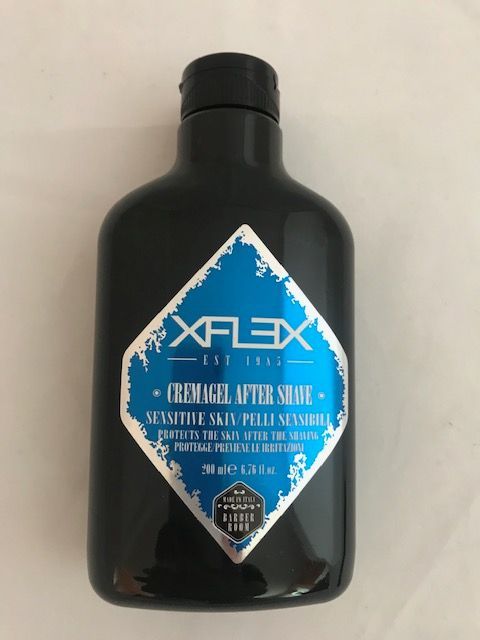 XFLEX
EST 1985
CREMAGEL AFTER SHAVE
SENSITIVE SKIN/PELLI SENSIBILI
PROTECTS THE SKIN AFTER THE SHAVING
PROTEGGE/PREVIENE LE IRRITAZIONI
200 ml e 6,76 fl.oz.
MADE IN ITALY
BARBER
ROOM